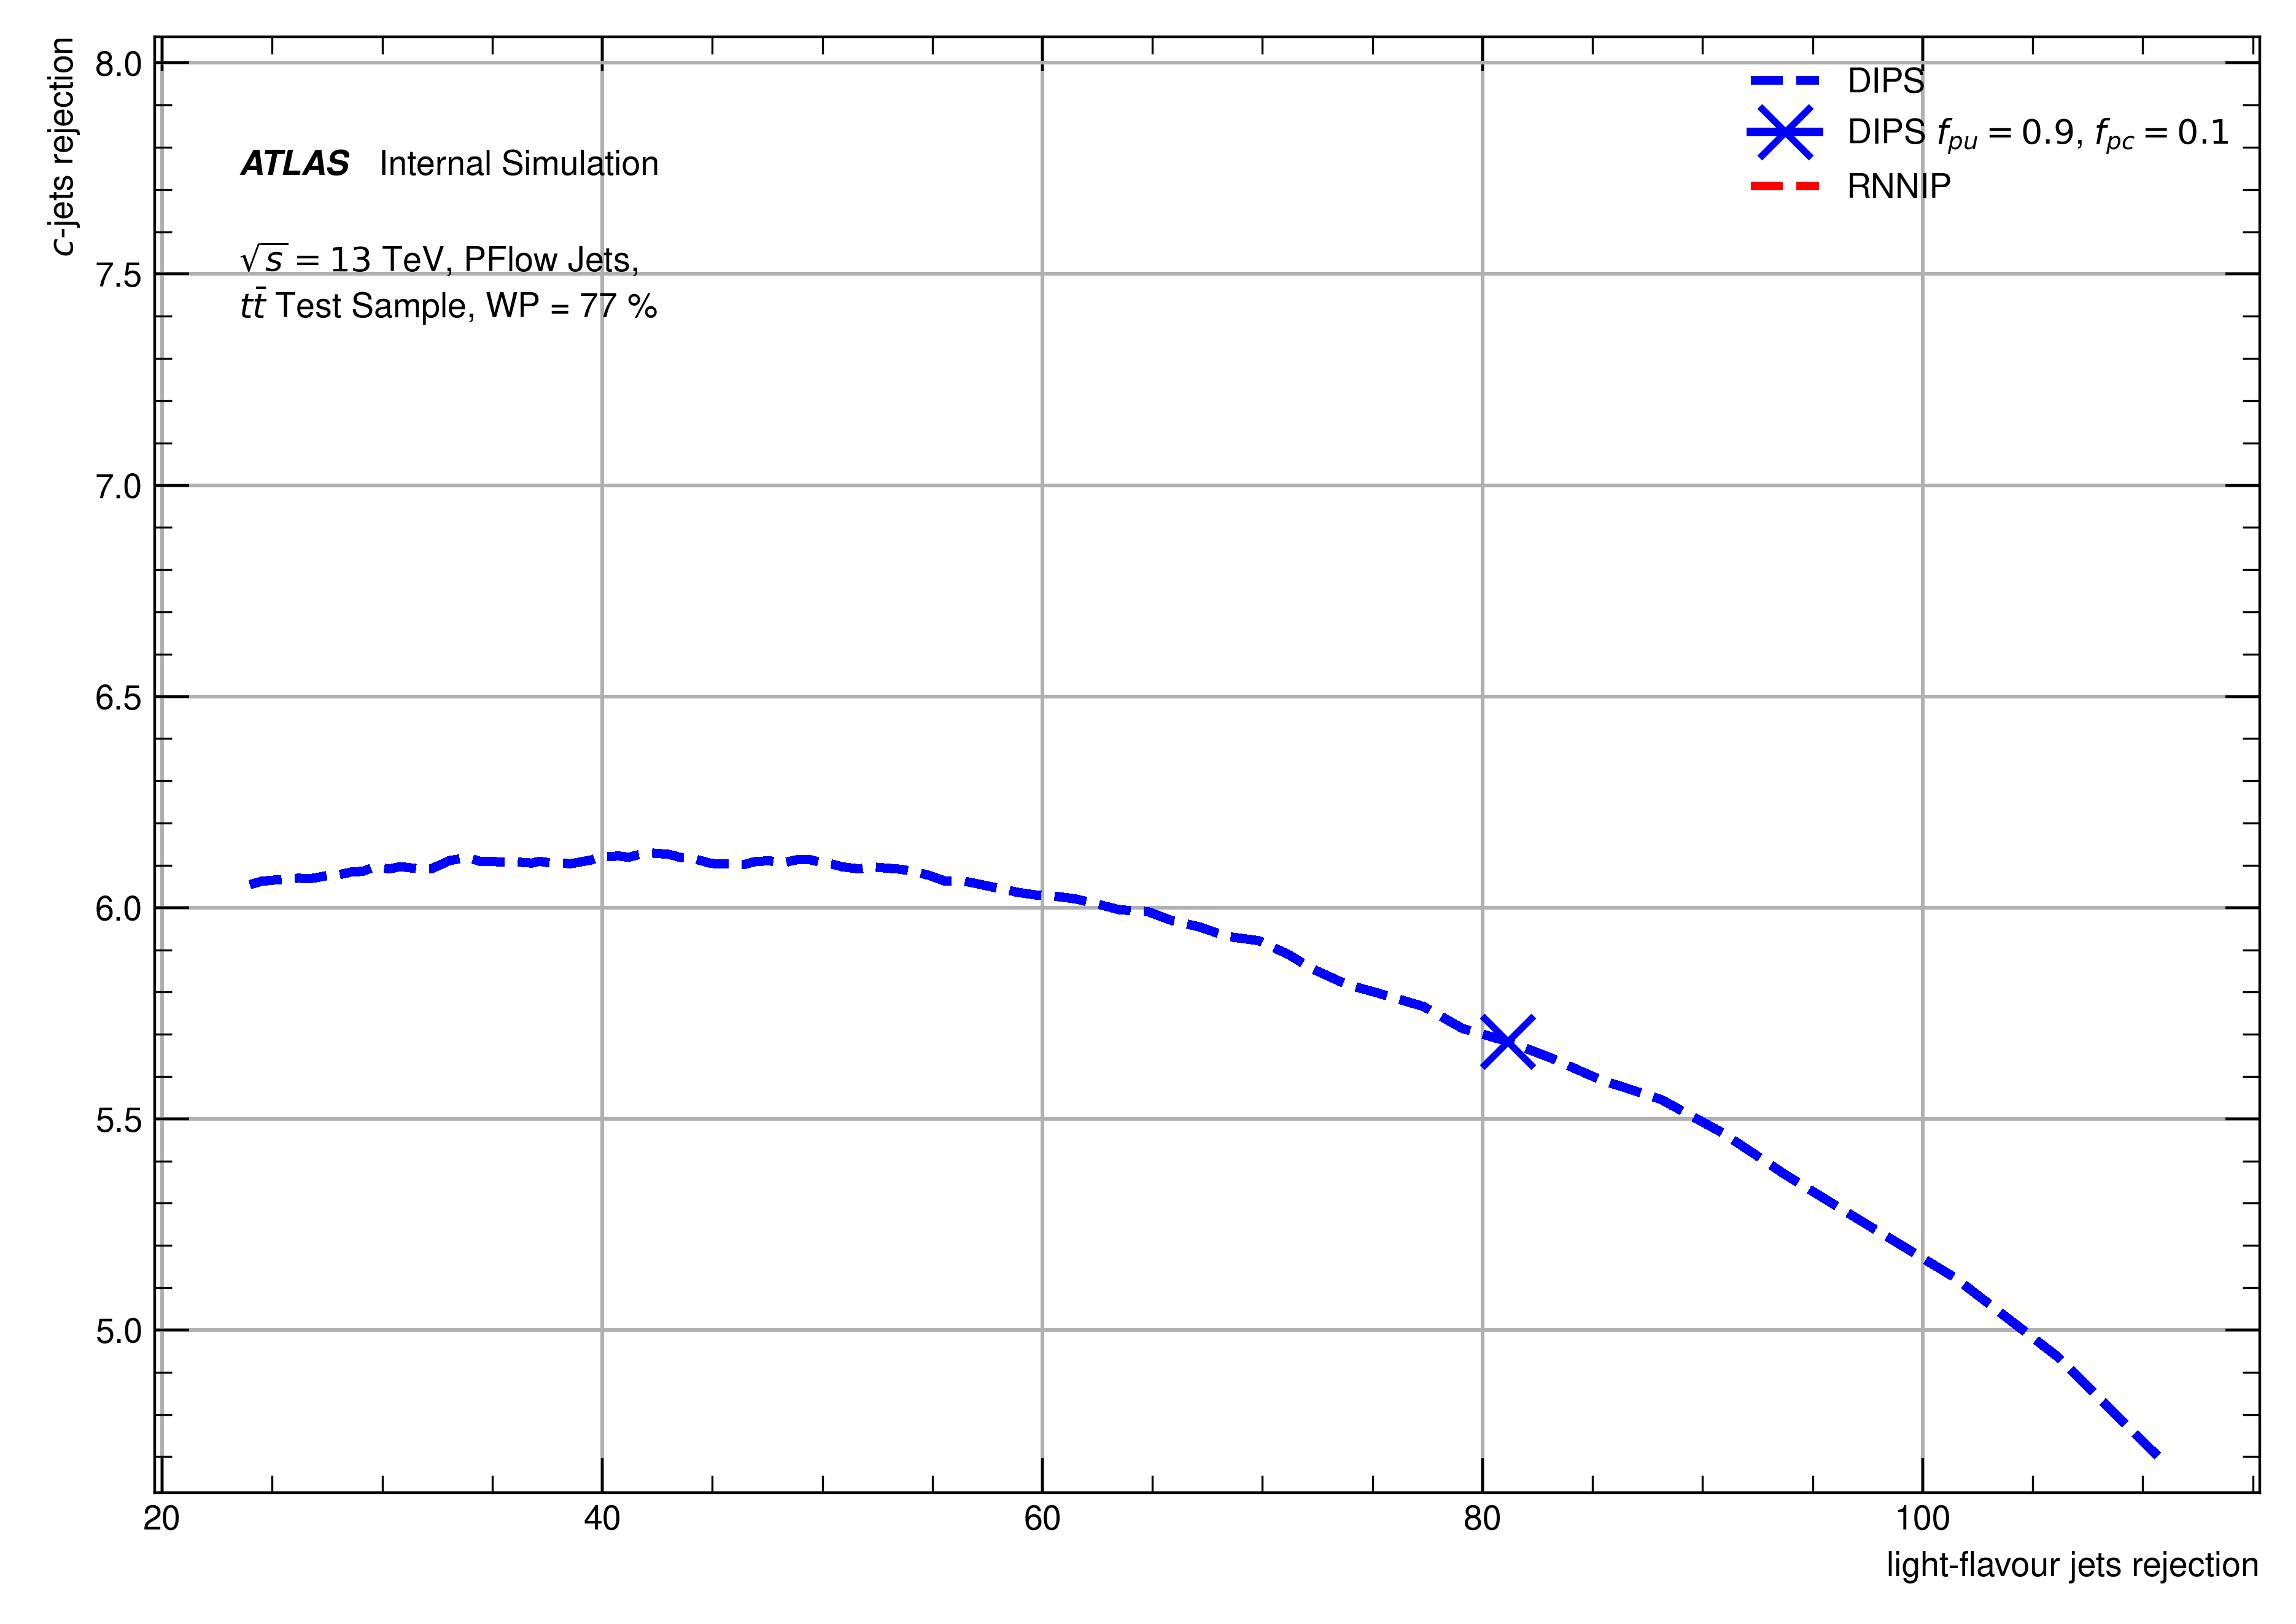 c-jets rejection
8.0
7.5
7.0
6.5
6.0
5.5
5.0
ATLAS Internal Simulation
√s = 13 TeV, PFlow Jets,
tt̄ Test Sample, WP = 77 %
DIPS
DIPS f_pu = 0.9, f_pc = 0.1
RNNIP
20 40 60 80 100
light-flavour jets rejection